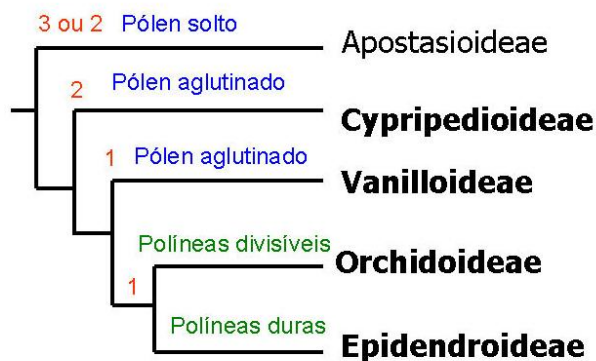 3 ou 2 Pólen solto
Apostasioideae
2 Pólen aglutinado
Cypripedioideae
1 Pólen aglutinado
Vanilloideae
Políneas divisíveis
Orchidoideae
1
Políneas duras
Epidendroideae